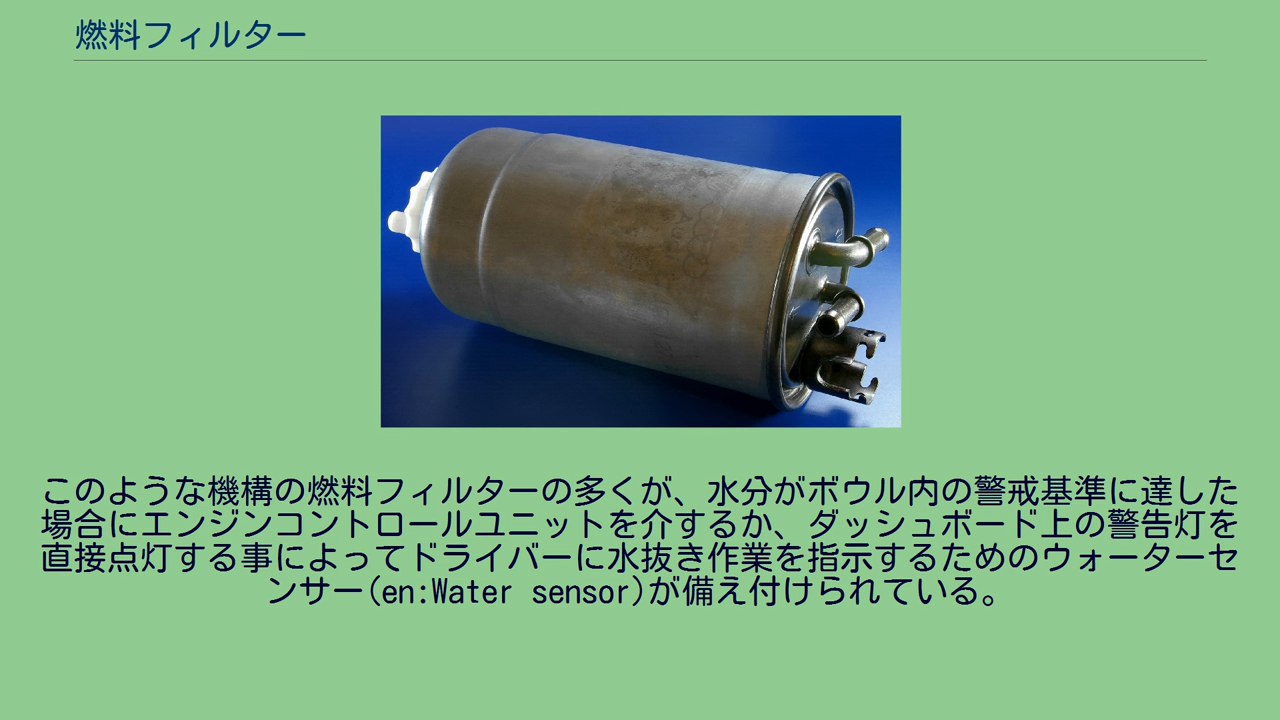 燃料フィルター
このような機構の燃料フィルターの多くが、水分がボウル内の警戒基準に達した
場合にエンジンコントロールユニットを介するか、ダッシュボード上の警告灯を
直接点灯する事によってドライバーに水抜き作業を指示するためのウォーターセ
ンサー(en:Water sensor)が備え付けられている。